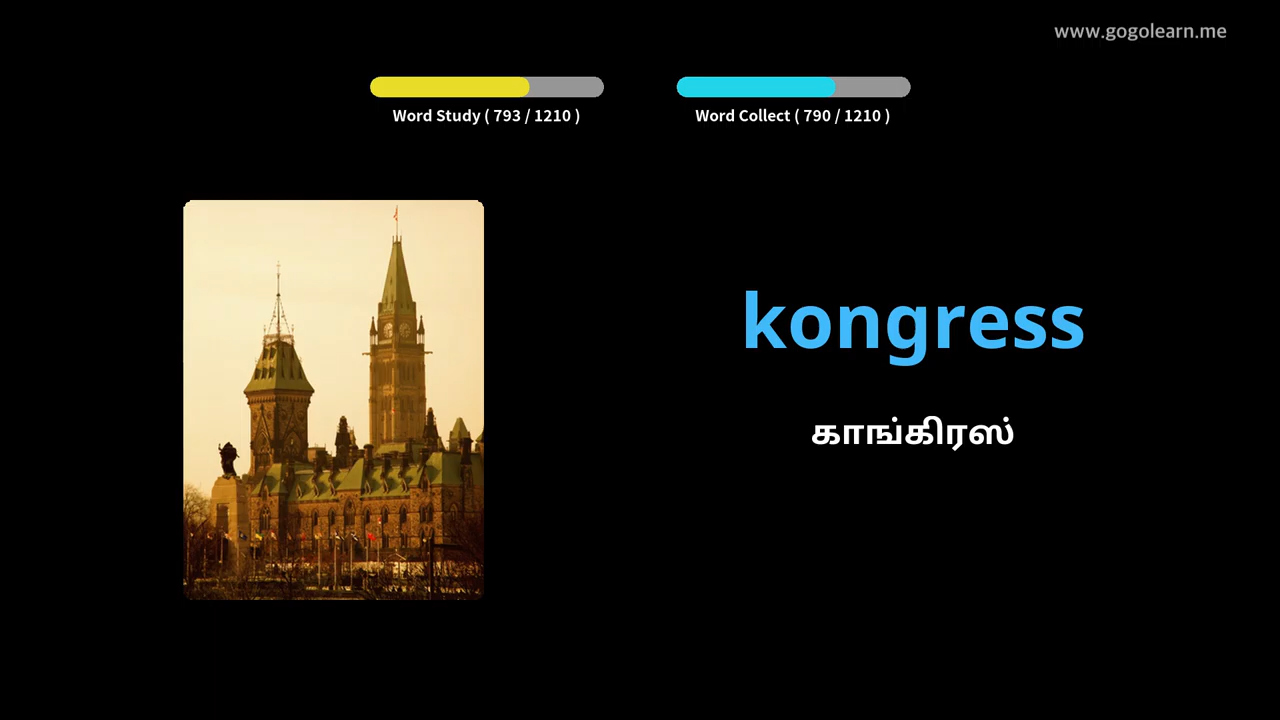 www.gogolearn.me
Word Study ( 793 / 1210 )
Word Collect ( 790 / 1210 )
kongress
காங்கிரஸ்